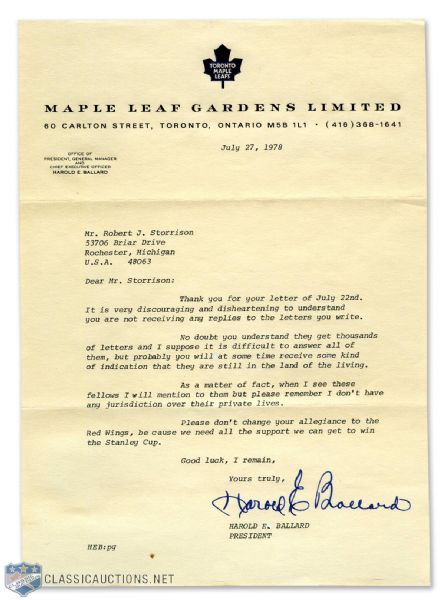 TORONTO
MAPLE
LEAFS
MAPLE LEAF GARDENS LIMITED
60 CARLTON STREET, TORONTO, ONTARIO M5B 1L1 · (416) 368-1641
July 27, 1978
OFFICE OF
PRESIDENT, GENERAL MANAGER
AND
CHIEF EXECUTIVE OFFICER
HAROLD E. BALLARD
Mr. Robert J. Storrison
53706 Briar Drive
Rochester, Michigan
U.S.A. 48063
Dear Mr. Storrison:
Thank you for your letter of July 22nd.
It is very discouraging and disheartening to understand
you are not receiving any replies to the letters you write.
No doubt you understand they get thousands
of letters and I suppose it is difficult to answer all of
them, but probably you will at some time receive some kind
of indication that they are still in the land of the living.
As a matter of fact, when I see these
fellows I will mention to them but please remember I don't have
any jurisdiction over their private lives.
Please don't change your allegiance to the
Red Wings, be cause we need all the support we can get to win
the Stanley Cup.
Good luck, I remain,
Yours truly,
Harold E Ballard
HAROLD E. BALLARD
PRESIDENT
HEB:pg
CLASSICAUCTIONS.NET